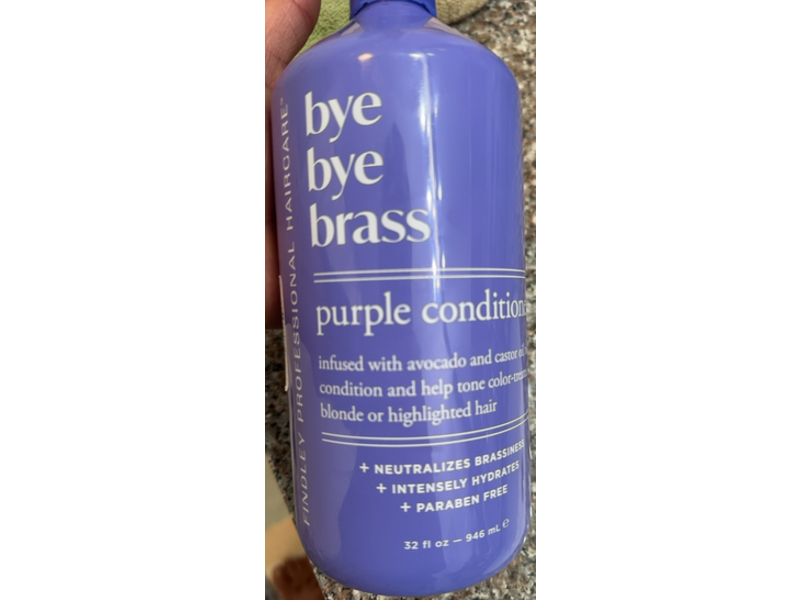 bye
bye
brass
purple condition
infused with avocado and castor
condition and help tone color-trea
blonde or highlighted hair
+ NEUTRALIZES BRASSINESS
+ INTENSELY HYDRATES
+ PARABEN FREE
32 fl oz — 946 mL ℮
FINDLEY PROFESSIONAL HAIRCARE